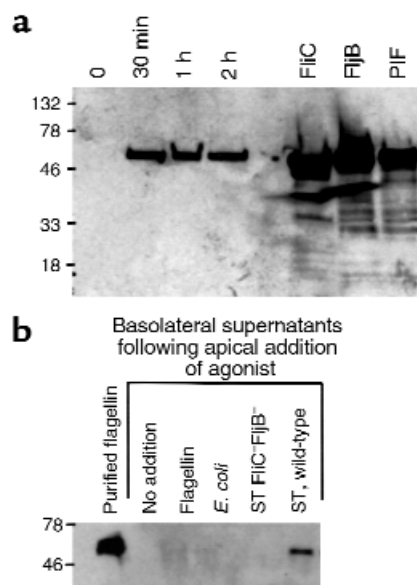 a
0 30 min 1 h 2 h FliC FljB PIF
132
78
46
33
18
b
Basolateral supernatants
following apical addition
of agonist
Purified flagellin No addition Flagellin E. coli ST FliC⁻FljB⁻ ST, wild-type
78
46